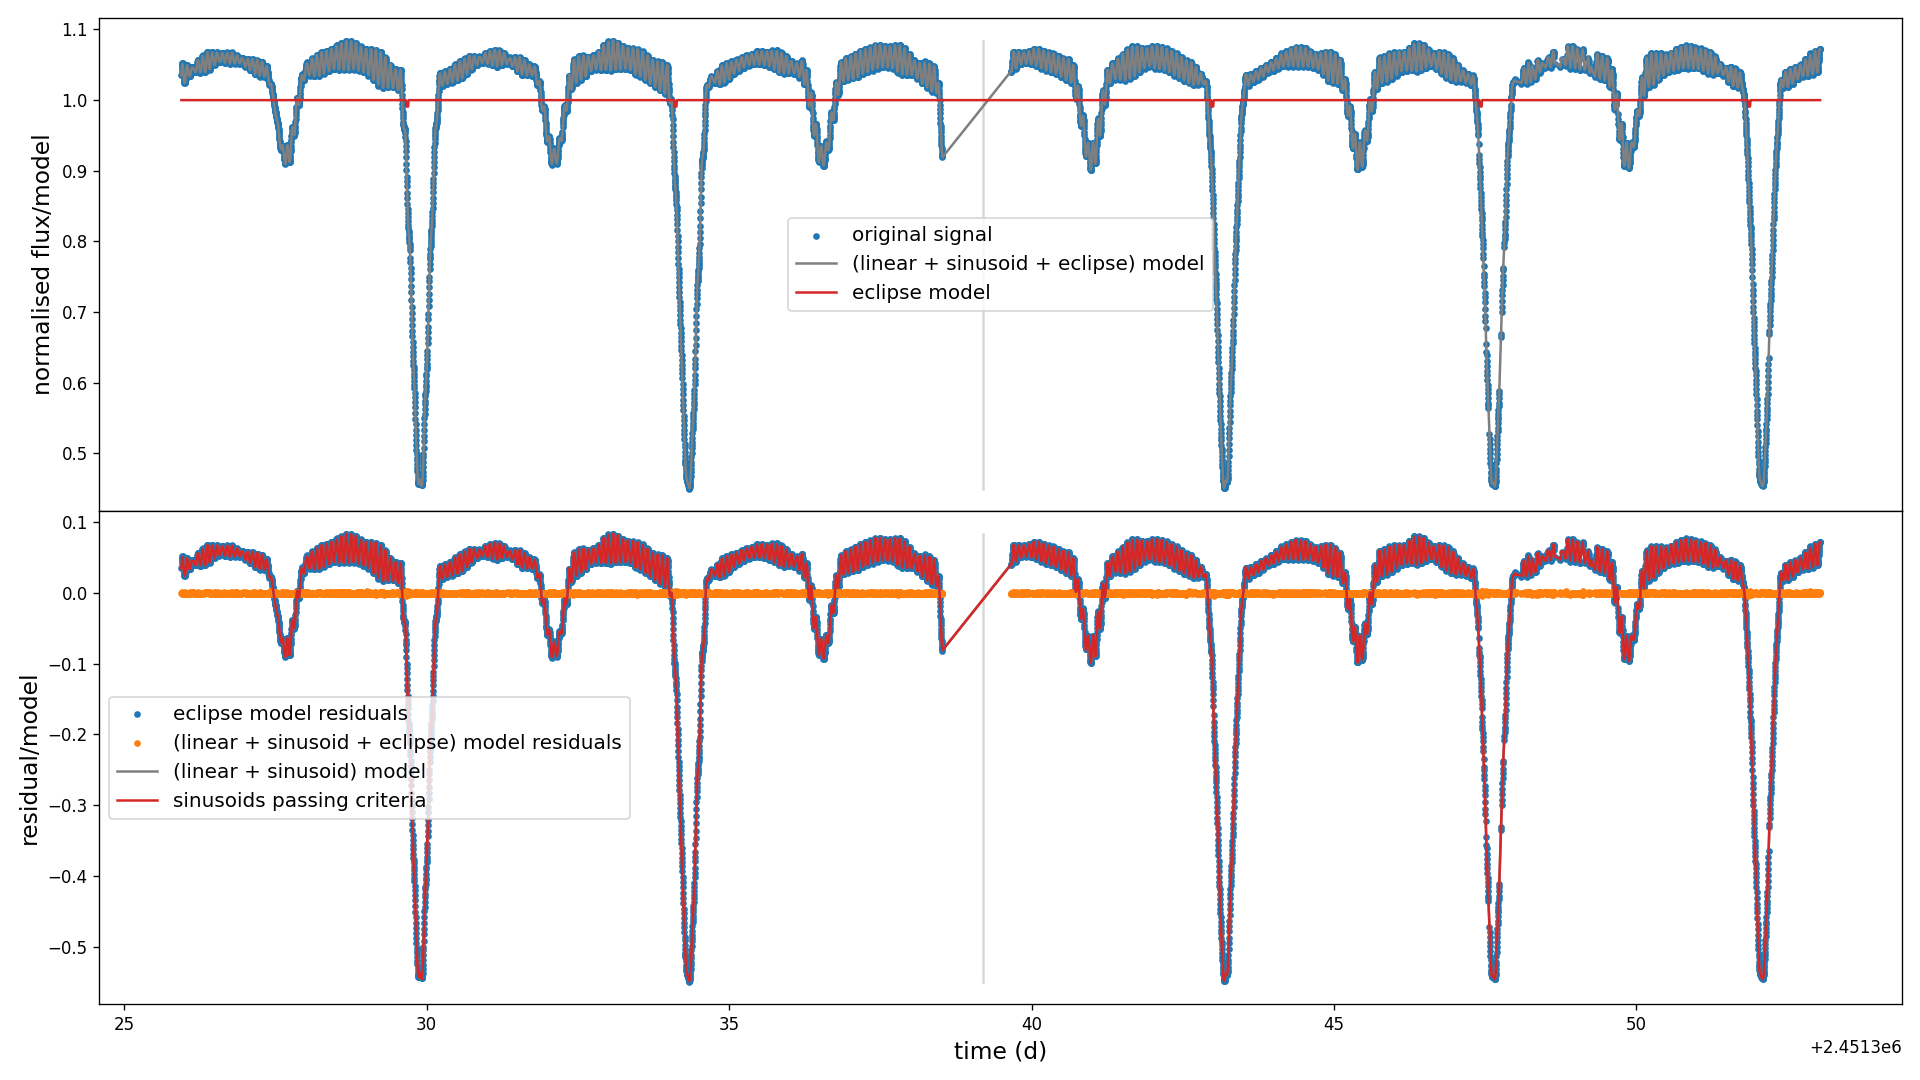 1.1
1.0
0.9
0.8
0.7
0.6
0.5
normalised flux/model
original signal
(linear + sinusoid + eclipse) model
eclipse model
0.1
0.0
−0.1
−0.2
−0.3
−0.4
−0.5
residual/model
eclipse model residuals
(linear + sinusoid + eclipse) model residuals
(linear + sinusoid) model
sinusoids passing criteria
25 30 35 40 45 50
time (d)
+2.4513e6